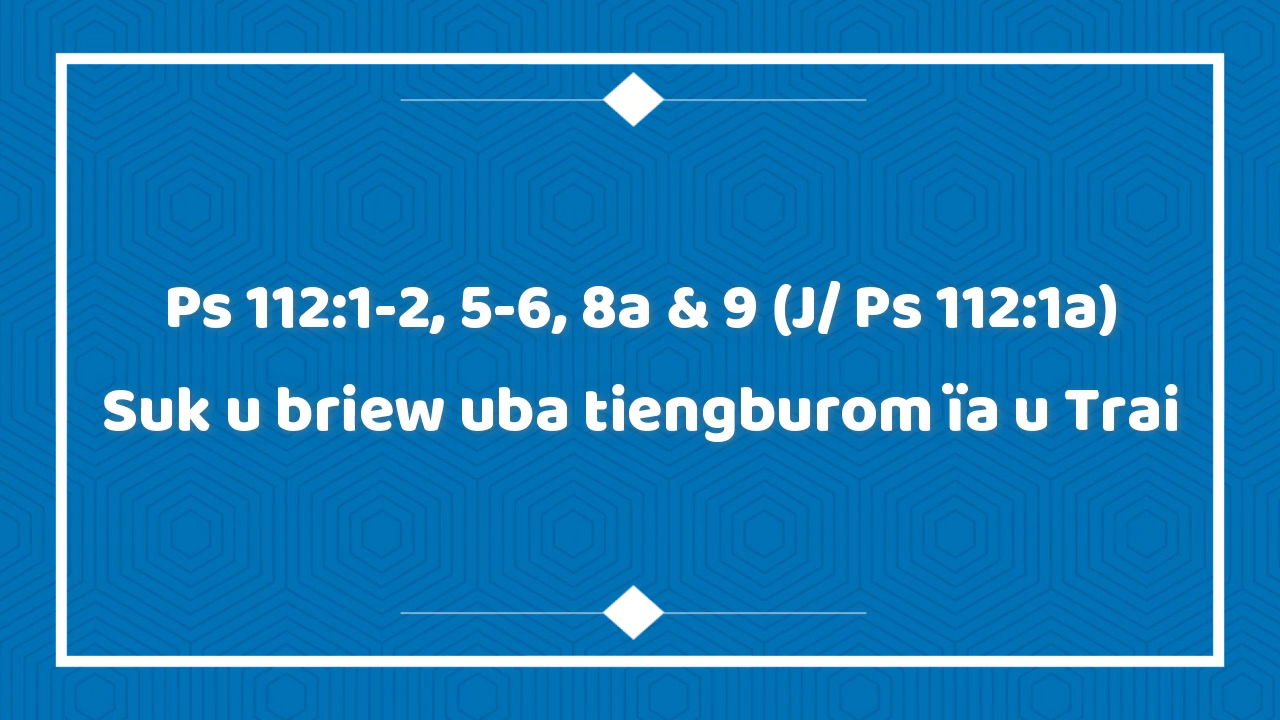 Ps 112:1-2, 5-6, 8a & 9 (J/ Ps 112:1a)
Suk u briew uba tiengburom ïa u Trai